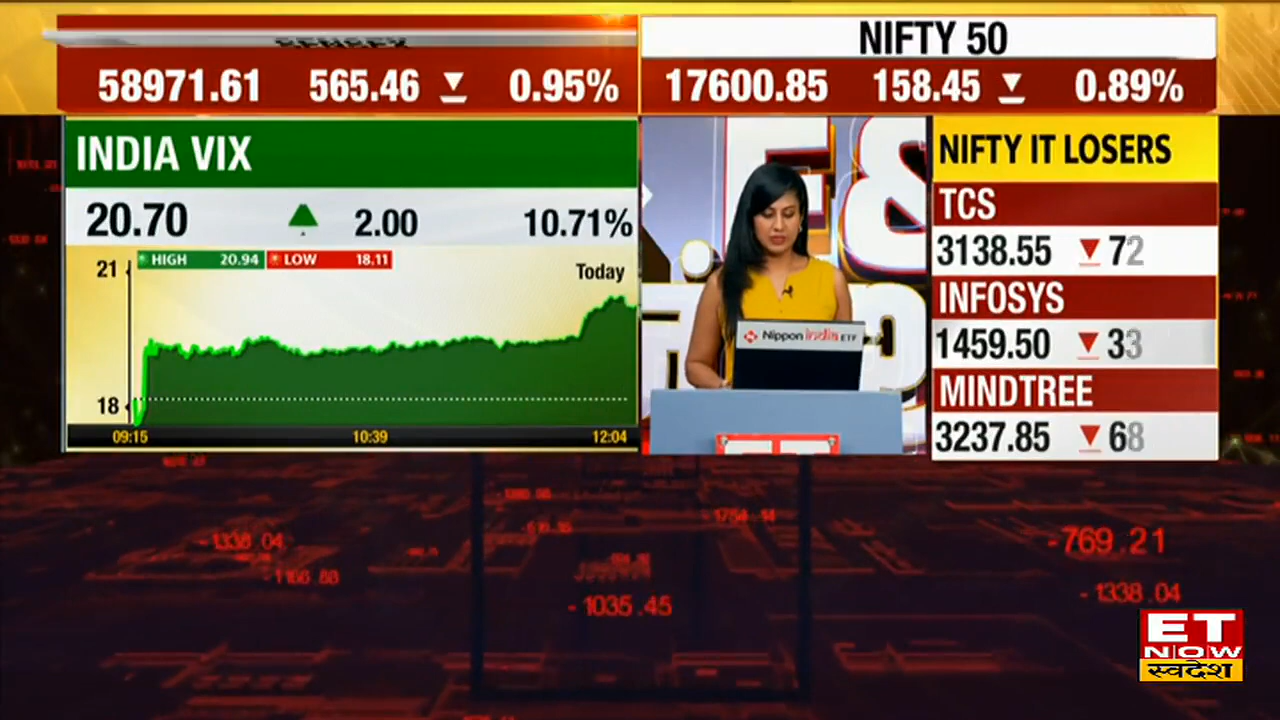 SENSEX
58971.61 565.46 0.95%
NIFTY 50
17600.85 158.45 0.89%
INDIA VIX
20.70 2.00 10.71%
HIGH 20.94 LOW 18.11
Today
21
18
09:15 10:39 12:04
Nippon india ETF
NIFTY IT LOSERS
TCS
3138.55 72
INFOSYS
1459.50 33
MINDTREE
3237.85 68
-1338.04
-1035.45
-769.21
-1338.04
ET
NOW
स्वदेश